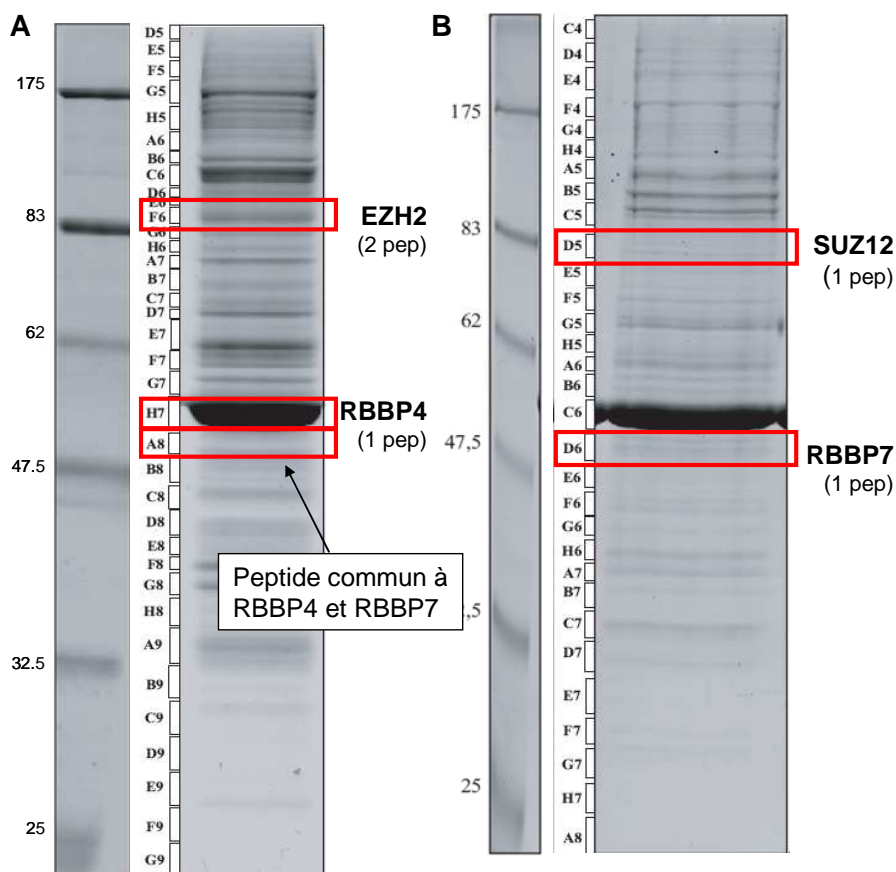 A
175
83
62
47.5
32.5
25
D5
E5
F5
G5
H5
A6
B6
C6
D6
E6
F6
G6
H6
A7
B7
C7
D7
E7
F7
G7
H7
A8
B8
C8
D8
E8
F8
G8
H8
A9
B9
C9
D9
E9
F9
G9
EZH2
(2 pep)
RBBP4
(1 pep)
Peptide commun à
RBBP4 et RBBP7
B
175
83
62
47,5
,5
25
C4
D4
E4
F4
G4
H4
A5
B5
C5
D5
E5
F5
G5
H5
A6
B6
C6
D6
E6
F6
G6
H6
A7
B7
C7
D7
E7
F7
G7
H7
A8
SUZ12
(1 pep)
RBBP7
(1 pep)